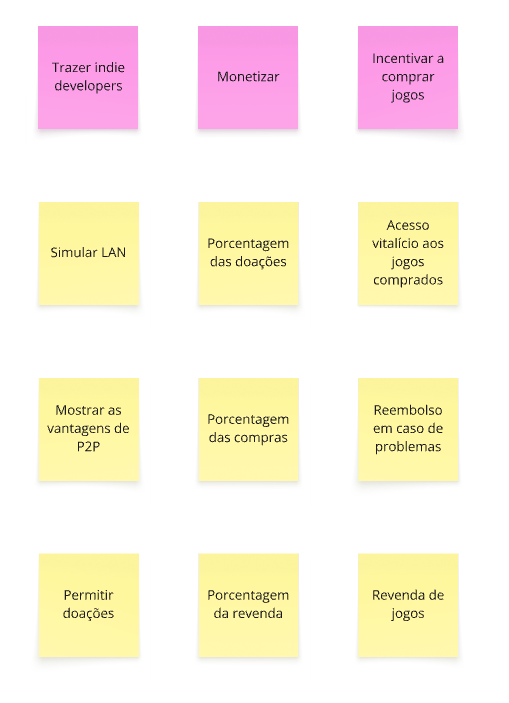 Trazer indie
developers
Monetizar
Incentivar a
comprar
jogos
Simular LAN
Porcentagem
das doações
Acesso
vitalício aos
jogos
comprados
Mostrar as
vantagens de
P2P
Porcentagem
das compras
Reembolso
em caso de
problemas
Permitir
doações
Porcentagem
da revenda
Revenda de
jogos